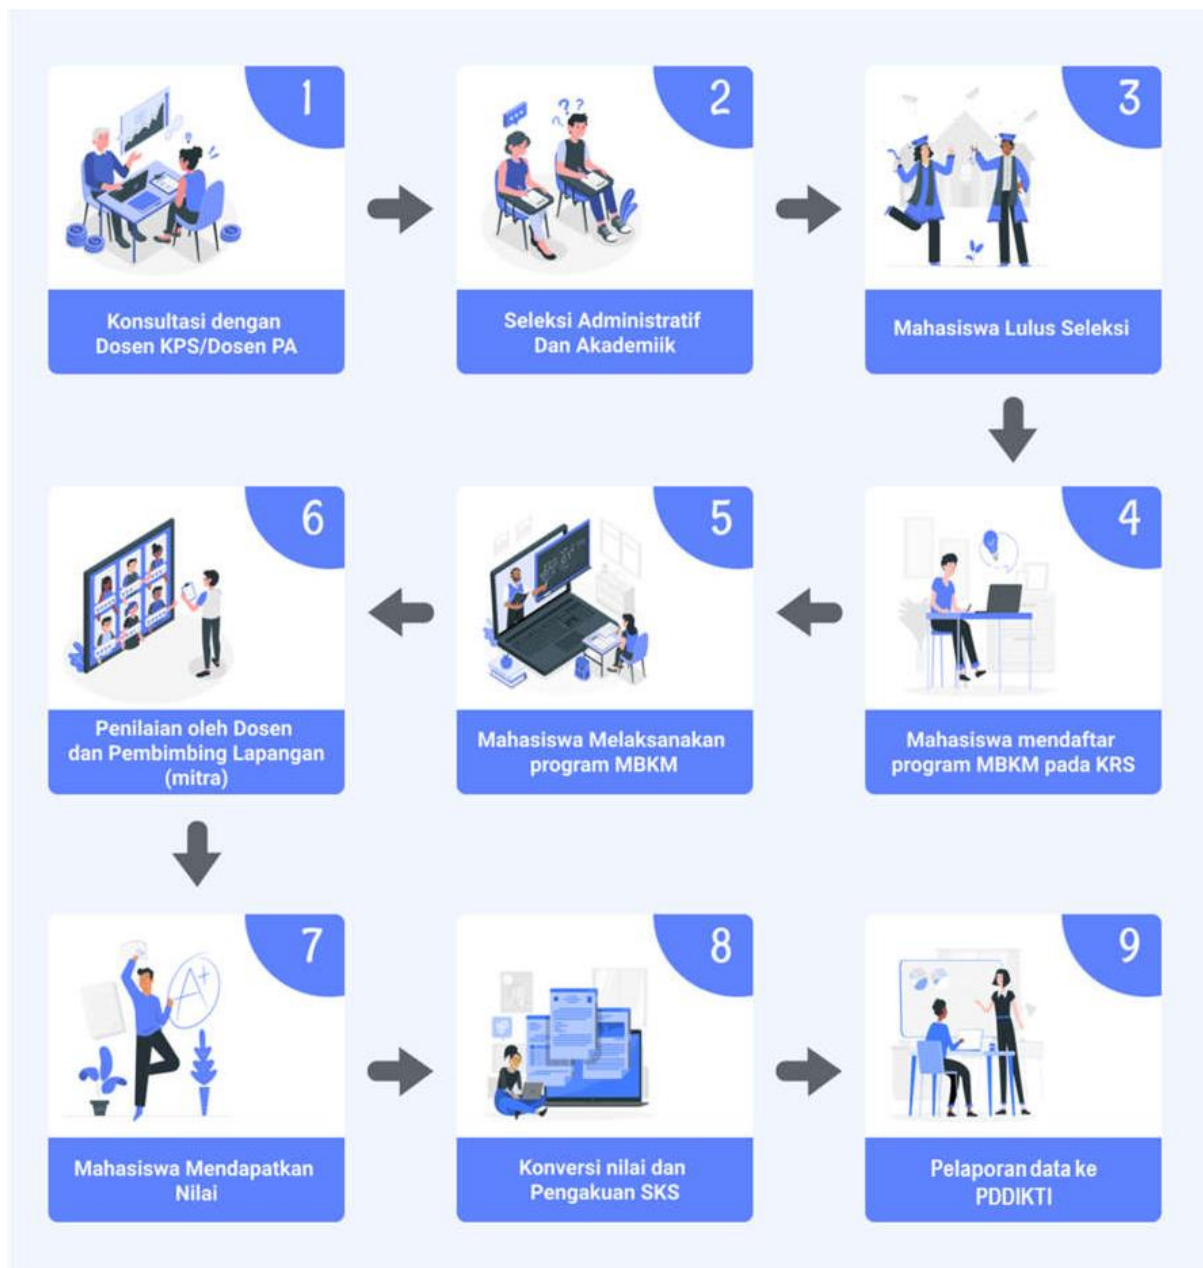 1
Konsultasi dengan
Dosen KPS/Dosen PA
2
Seleksi Administratif
Dan Akademiik
3
Mahasiswa Lulus Seleksi
4
Mahasiswa mendaftar
program MBKM pada KRS
5
Mahasiswa Melaksanakan
program MBKM
6
Penilaian oleh Dosen
dan Pembimbing Lapangan
(mitra)
7
A+
Mahasiswa Mendapatkan
Nilai
8
Konversi nilai dan
Pengakuan SKS
9
Pelaporan data ke
PDDIKTI